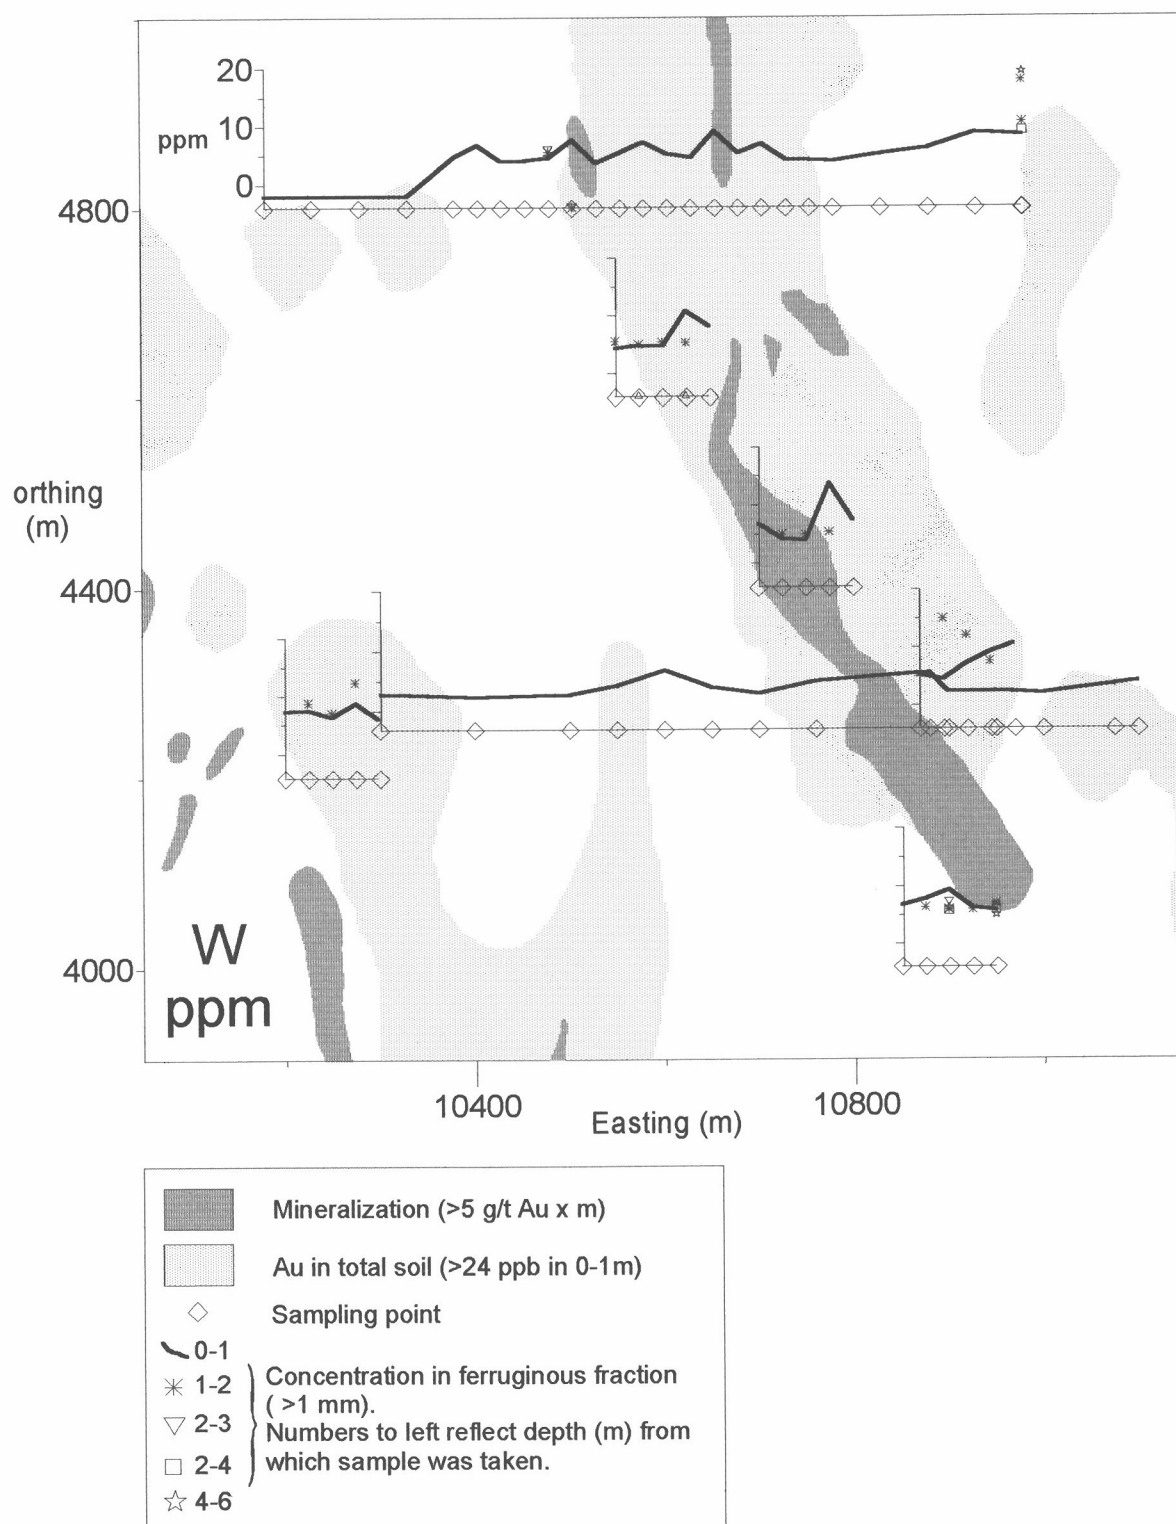 20
ppm
10
0
4800
orthing
(m)
4400
4000
W
ppm
10400
10800
Easting (m)
Mineralization (>5 g/t Au x m)
Au in total soil (>24 ppb in 0-1m)
Sampling point
0-1
1-2
2-3
2-4
4-6
Concentration in ferruginous fraction
( >1 mm).
Numbers to left reflect depth (m) from
which sample was taken.